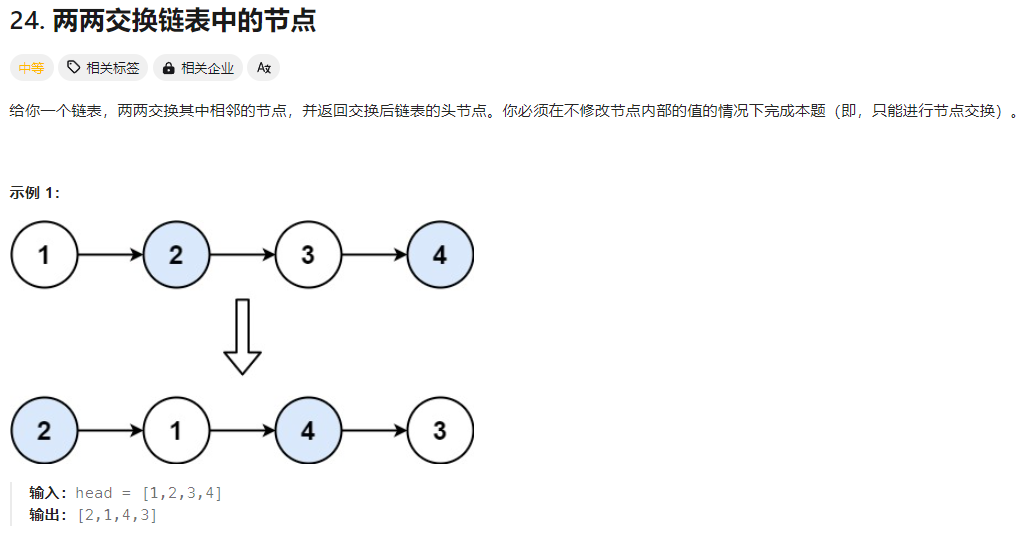 24. 两两交换链表中的节点
中等 相关标签 相关企业 A⽂
给你一个链表，两两交换其中相邻的节点，并返回交换后链表的头节点。你必须在不修改节点内部的值的情况下完成本题（即，只能进行节点交换）。
示例 1：
1 2 3 4
2 1 4 3
输入：head = [1,2,3,4]
输出：[2,1,4,3]